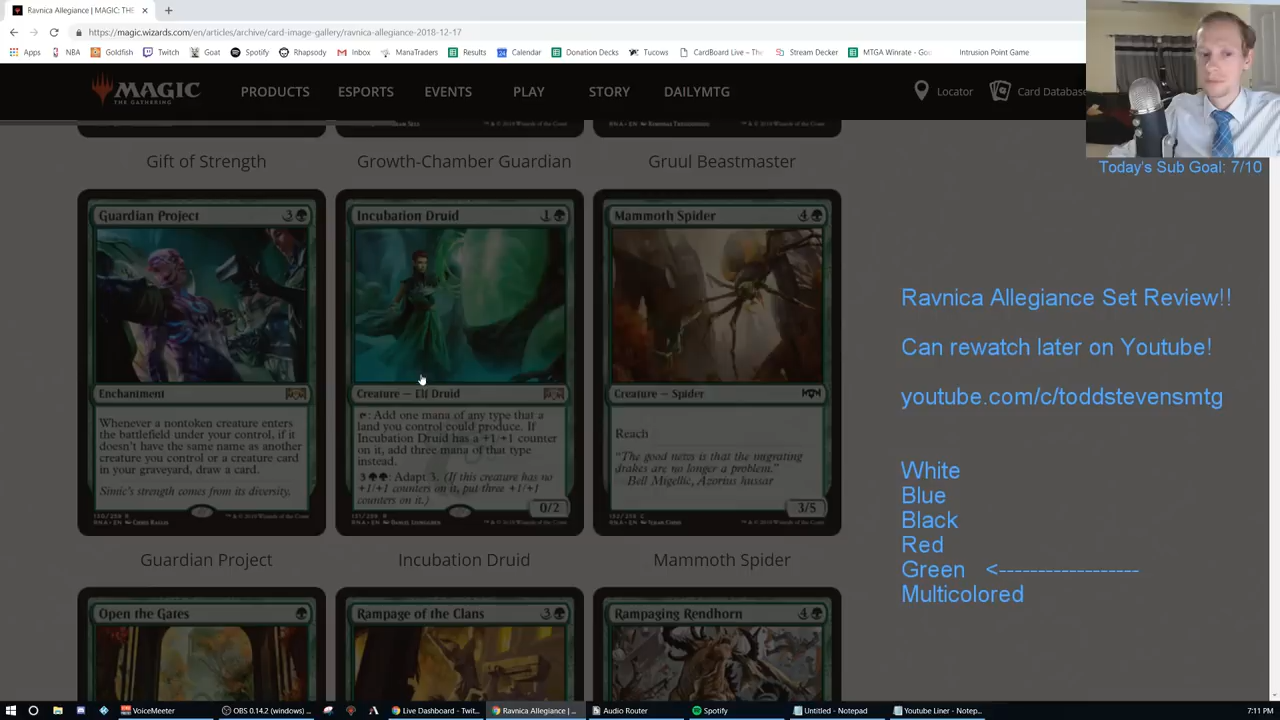 Ravnica Allegiance | MAGIC: THE
https://magic.wizards.com/en/articles/archive/card-image-gallery/ravnica-allegiance-2018-12-17
Apps NBA Goldfish Twitch Goat Spotify Rhapsody Inbox ManaTraders Results Calendar Donation Decks Tucows CardBoard Live – The Stream Decker MTGA Winrate - Goo Intrusion Point Game
MAGIC
THE GATHERING
PRODUCTS ESPORTS EVENTS PLAY STORY DAILYMTG Locator Card Database
Today's Sub Goal: 7/10
Gift of Strength Growth-Chamber Guardian Gruul Beastmaster
Guardian Project 3
Enchantment
Whenever a nontoken creature enters
the battlefield under your control, if it
doesn't have the same name as another
creature you control or a creature card
in your graveyard, draw a card.
Simic's strength comes from its diversity.
Incubation Druid 1
Creature — Elf Druid
: Add one mana of any type that a
land you control could produce. If
Incubation Druid has a +1/+1 counter
on it, add three mana of that type
instead.
3 : Adapt 3. (If this creature has no
+1/+1 counters on it, put three +1/+1
counters on it.)
0/2
Mammoth Spider 4
Creature — Spider
Reach
"The good news is that the migrating
drakes are no longer a problem."
—Bell Migellic, Azorius hussar
3/5
Guardian Project Incubation Druid Mammoth Spider
Open the Gates
Rampage of the Clans 3
Rampaging Rendhorn 4
Ravnica Allegiance Set Review!!
Can rewatch later on Youtube!
youtube.com/c/toddstevensmtg
White
Blue
Black
Red
Green <------------------
Multicolored
VoiceMeeter OBS 0.14.2 (windows)... Live Dashboard - Twit... Ravnica Allegiance |... Audio Router Spotify Untitled - Notepad Youtube Liner - Notep... 7:11 PM